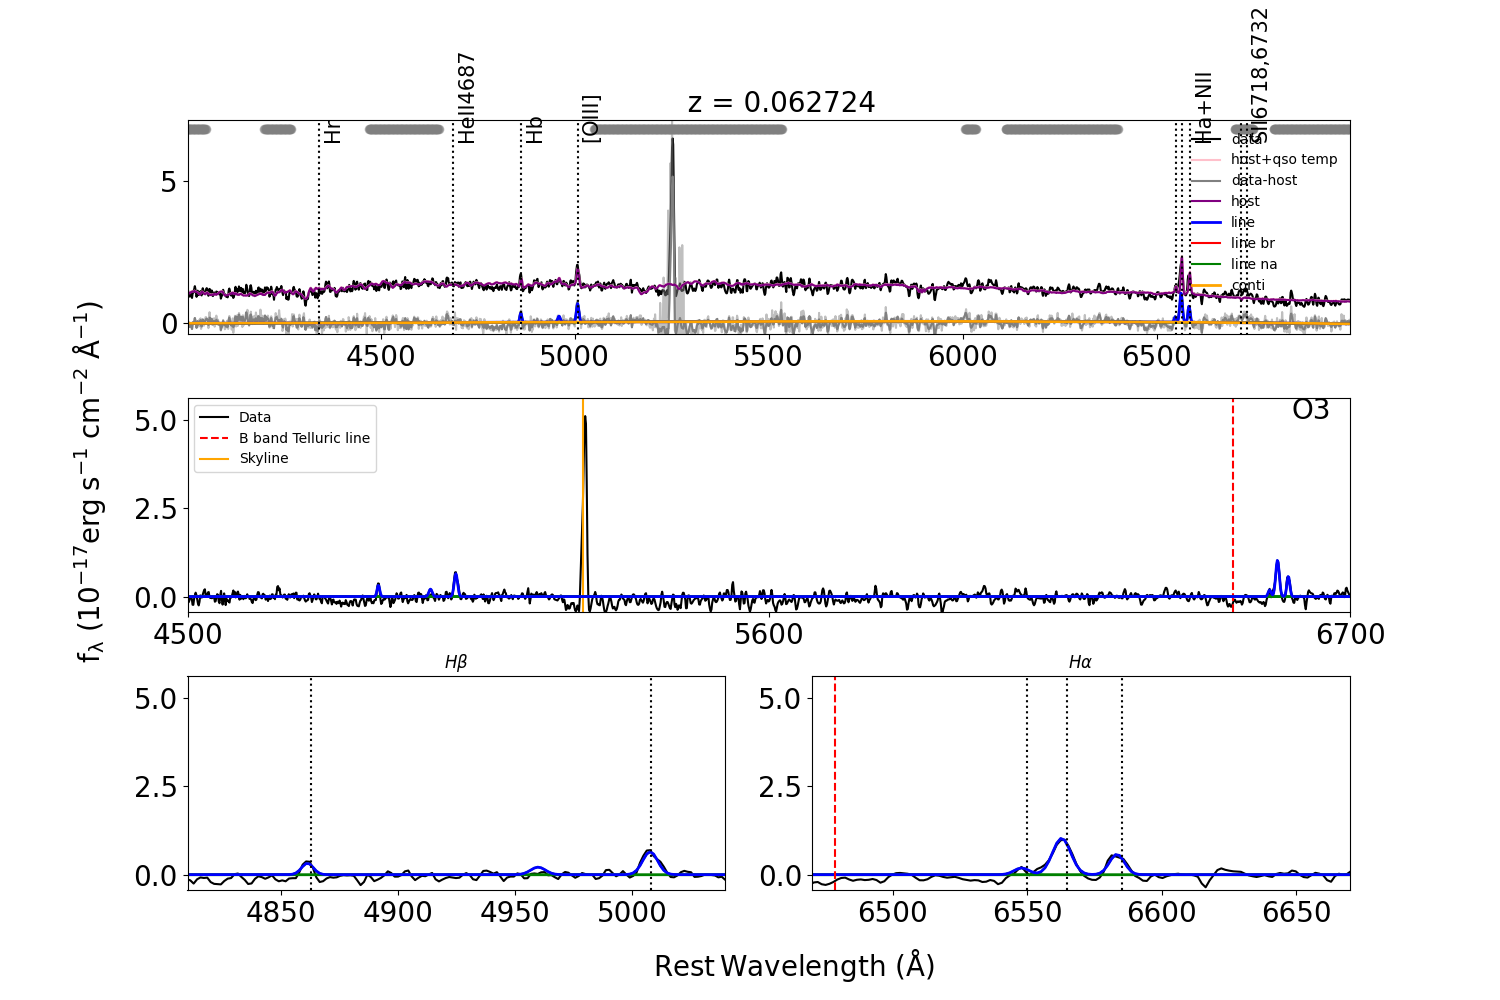 z = 0.062724
Hr
HeII4687
Hb
[OIII]
Ha+NII
SII6718,6732
data
host+qso temp
data-host
host
line
line br
line na
conti
5
0
4500
5000
5500
6000
6500
O3
Data
B band Telluric line
Skyline
5.0
2.5
0.0
4500
5600
6700
fλ (10⁻¹⁷erg s⁻¹ cm⁻² Å⁻¹)
Hβ
5.0
2.5
0.0
4850
4900
4950
5000
Hα
5.0
2.5
0.0
6500
6550
6600
6650
Rest Wavelength (Å)